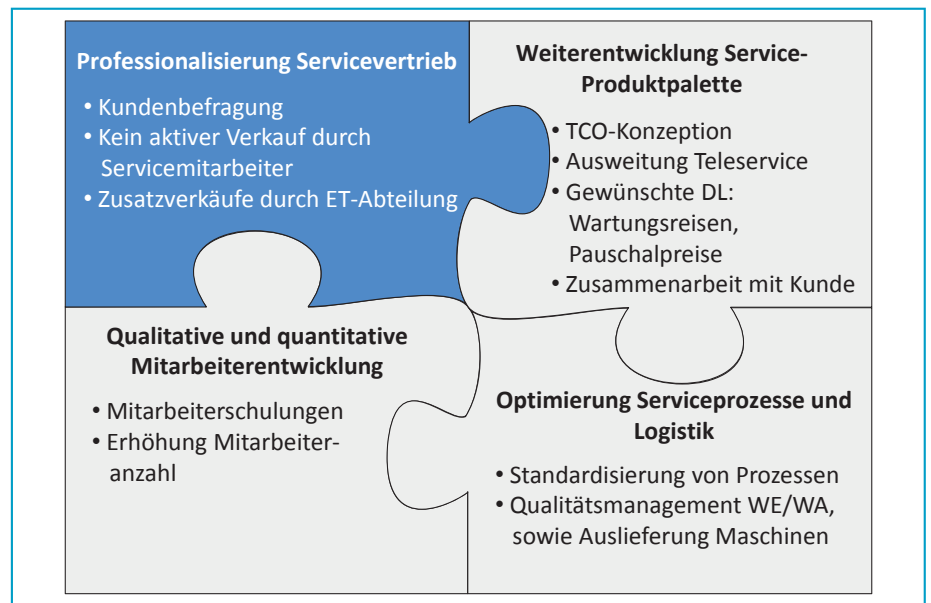 Professionalisierung Servicevertrieb
• Kundenbefragung
• Kein aktiver Verkauf durch
Servicemitarbeiter
• Zusatzverkäufe durch ET-Abteilung
Weiterentwicklung Service-
Produktpalette
• TCO-Konzeption
• Ausweitung Teleservice
• Gewünschte DL:
Wartungsreisen,
Pauschalpreise
• Zusammenarbeit mit Kunde
Qualitative und quantitative
Mitarbeiterentwicklung
• Mitarbeiterschulungen
• Erhöhung Mitarbeiter-
anzahl
Optimierung Serviceprozesse und
Logistik
• Standardisierung von Prozessen
• Qualitätsmanagement WE/WA,
sowie Auslieferung Maschinen